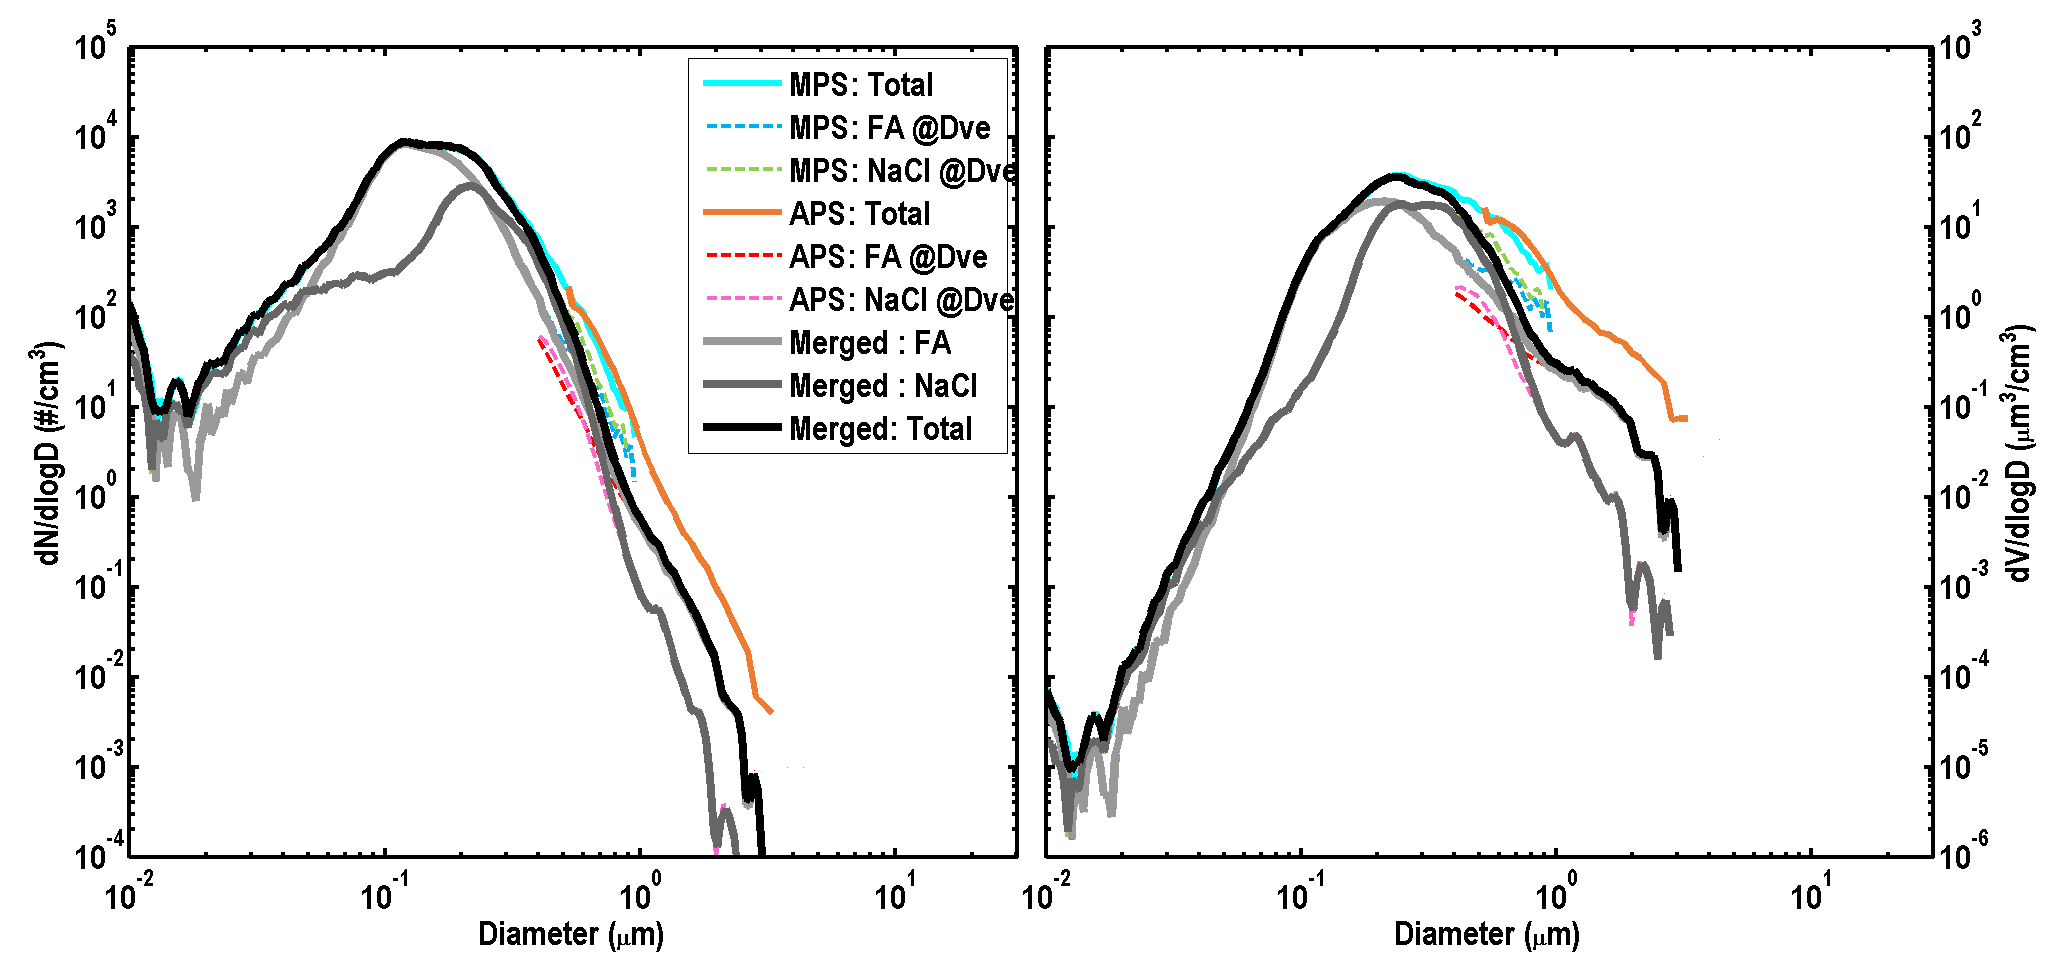 10^5
10^4
10^3
10^2
10^1
10^0
10^-1
10^-2
10^-3
10^-4
dN/dlogD (#/cm^3)
10^-2
10^-1
10^0
10^1
Diameter (μm)
MPS: Total
MPS: FA @Dve
MPS: NaCl @Dve
APS: Total
APS: FA @Dve
APS: NaCl @Dve
Merged : FA
Merged : NaCl
Merged: Total
10^-2
10^-1
10^0
10^1
Diameter (μm)
10^3
10^2
10^1
10^0
10^-1
10^-2
10^-3
10^-4
10^-5
10^-6
dV/dlogD (μm^3/cm^3)